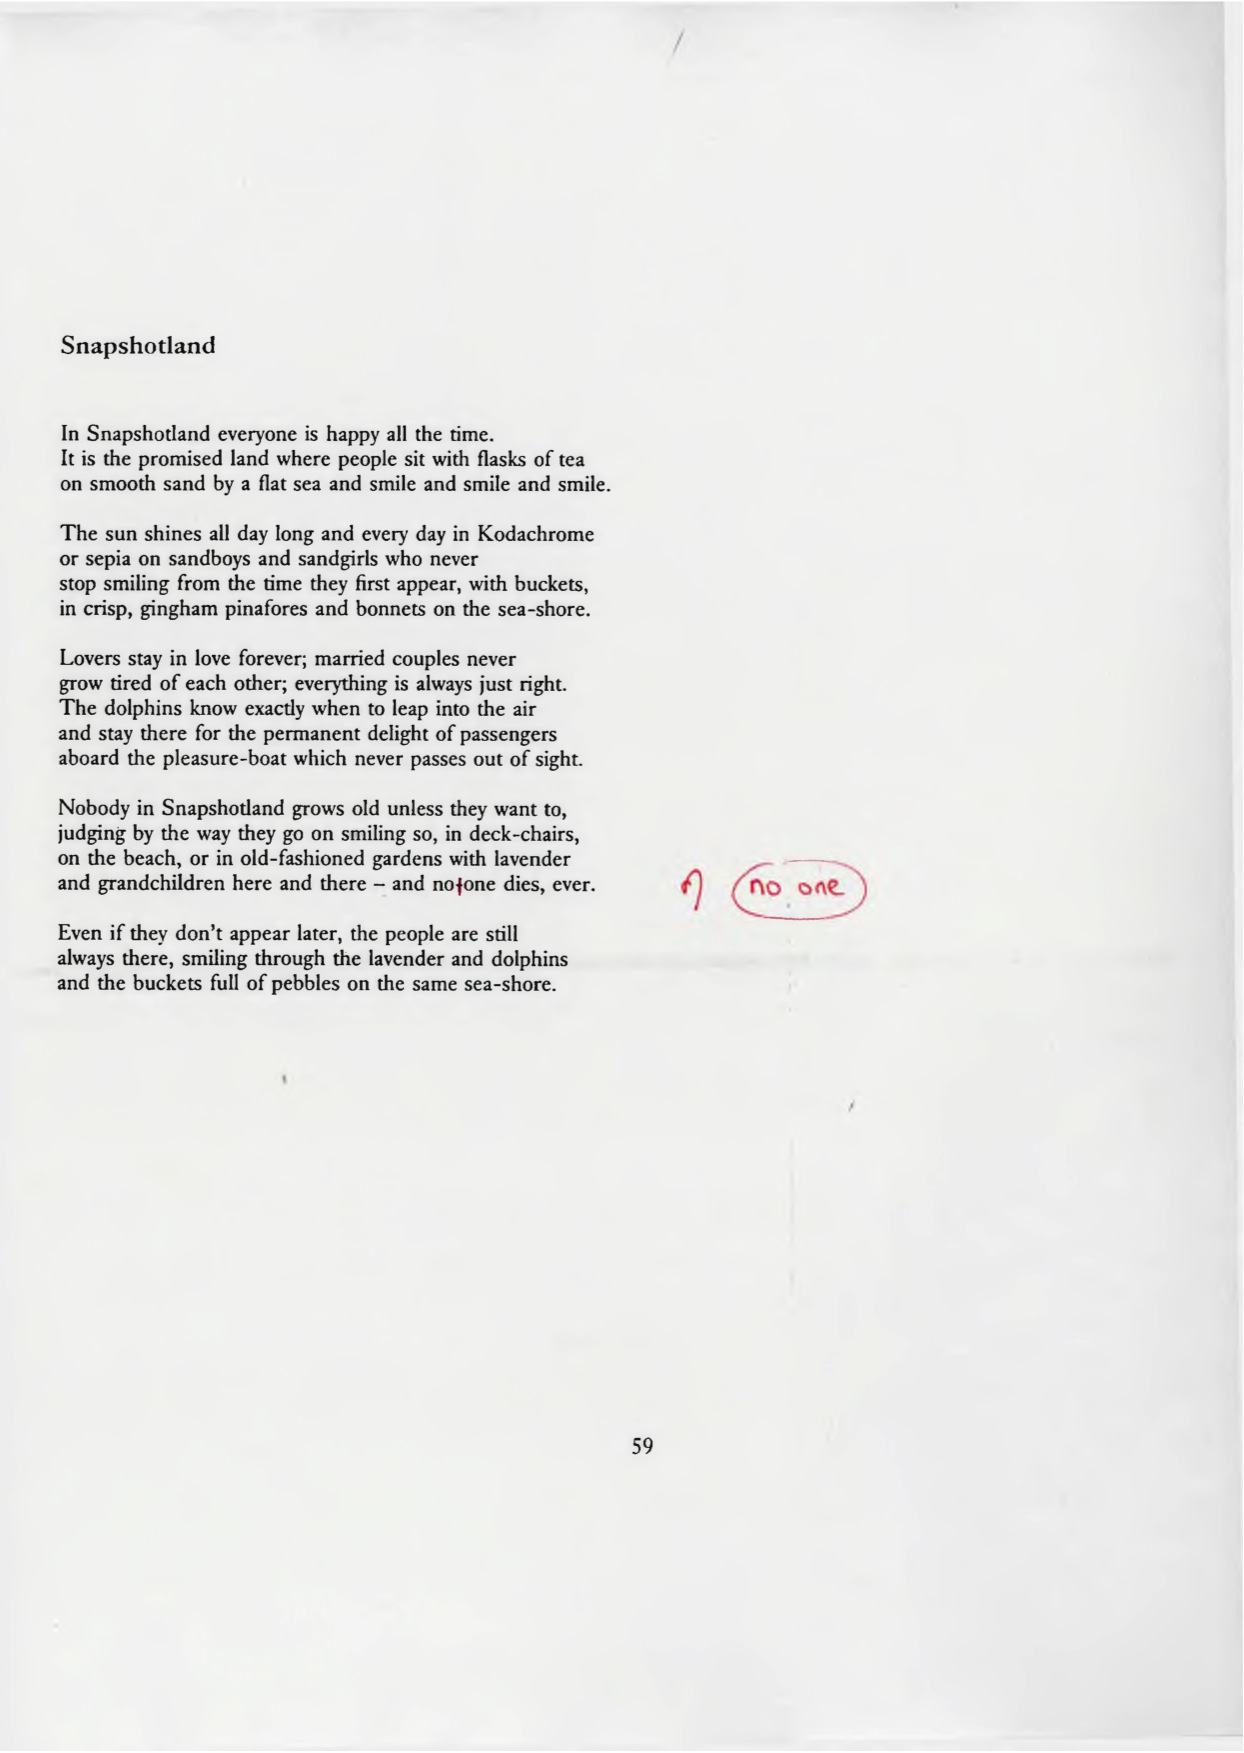 Snapshotland
In Snapshotland everyone is happy all the time.
It is the promised land where people sit with flasks of tea
on smooth sand by a flat sea and smile and smile and smile.
The sun shines all day long and every day in Kodachrome
or sepia on sandboys and sandgirls who never
stop smiling from the time they first appear, with buckets,
in crisp, gingham pinafores and bonnets on the sea-shore.
Lovers stay in love forever; married couples never
grow tired of each other; everything is always just right.
The dolphins know exactly when to leap into the air
and stay there for the permanent delight of passengers
aboard the pleasure-boat which never passes out of sight.
Nobody in Snapshotland grows old unless they want to,
judging by the way they go on smiling so, in deck-chairs,
on the beach, or in old-fashioned gardens with lavender
and grandchildren here and there – and no-one dies, ever.
no one
Even if they don't appear later, the people are still
always there, smiling through the lavender and dolphins
and the buckets full of pebbles on the same sea-shore.
59